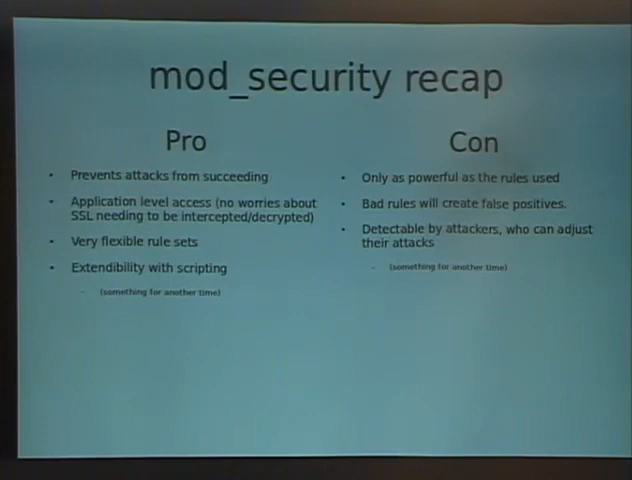 mod_security recap
Pro
• Prevents attacks from succeeding
• Application level access (no worries about
SSL needing to be intercepted/decrypted)
• Very flexible rule sets
• Extendibility with scripting
– (something for another time)
Con
• Only as powerful as the rules used
• Bad rules will create false positives.
• Detectable by attackers, who can adjust
their attacks
– (something for another time)